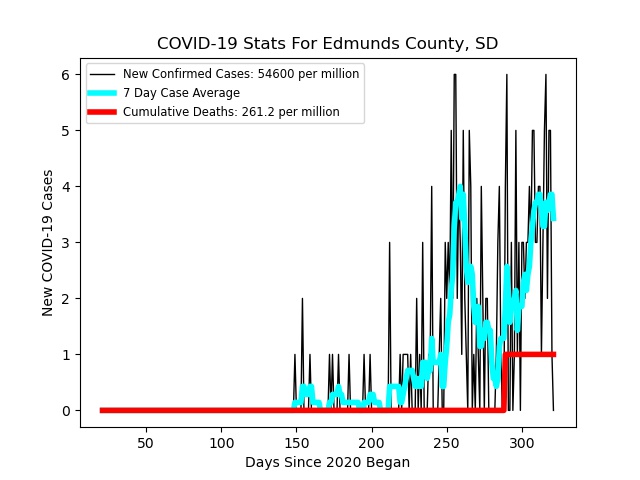 COVID-19 Stats For Edmunds County, SD
New Confirmed Cases: 54600 per million
7 Day Case Average
Cumulative Deaths: 261.2 per million
New COVID-19 Cases
6
5
4
3
2
1
0
50 100 150 200 250 300
Days Since 2020 Began